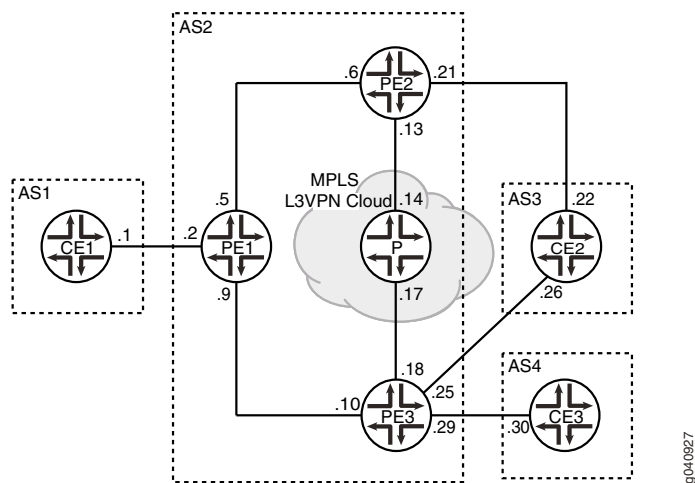 AS2
.6
.21
PE2
.13
MPLS
L3VPN Cloud
.14
AS1
AS3
.5
.22
.1
.2
CE1
PE1
P
CE2
.9
.17
.26
.18
AS4
.25
.10
PE3
.29
.30
CE3
g040927